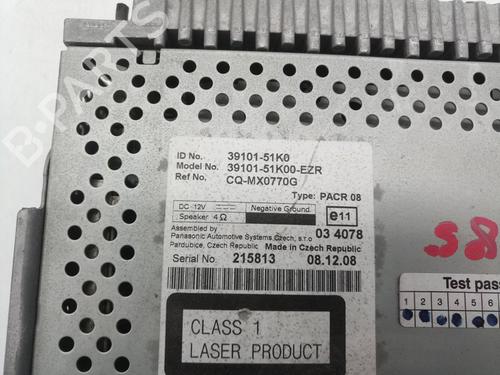 B-PARTS
ID No. 39101-51K0
Model No. 39101-51K00-EZR
Ref No. CQ-MX0770G
Type: PACR 08
DC 12V Negative Ground
Speaker 4Ω
e11
Assembled by 03 4078
Panasonic Automotive Systems Czech, s.r.o
Pardubice, Czech Republic Made in Czech Republic
Serial No. 215813 08.12.08
CLASS 1
LASER PRODUCT
S8
Test pas
1 2 3 4 5 6